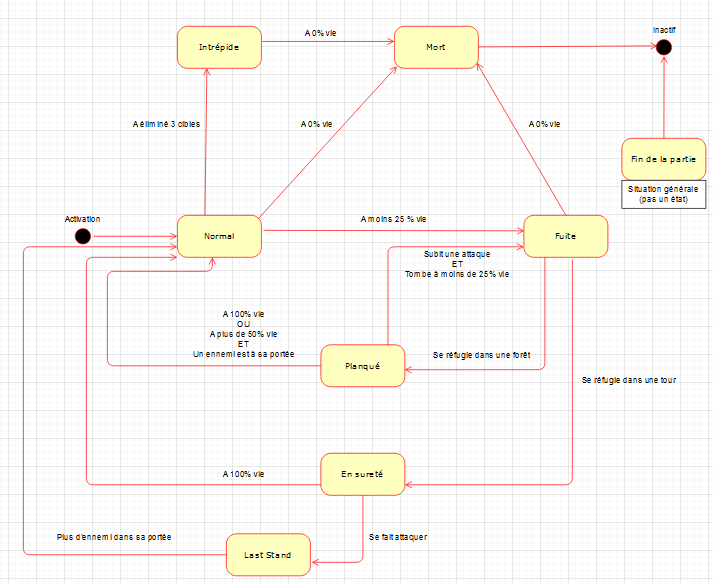 Inactif
A 0% vie
Intrépide
Mort
A éliminé 3 cibles
A 0% vie
A 0% vie
Fin de la partie
Situation générale
(pas un état)
Activation
A moins 25 % vie
Normal
Fuite
Subit une attaque
ET
Tombe à moins de 25% vie
A 100% vie
OU
A plus de 50% vie
ET
Un ennemi est à sa portée
Se réfugie dans une forêt
Planqué
Se réfugie dans une tour
A 100% vie
En sureté
Plus d'ennemi dans sa portée
Se fait attaquer
Last Stand